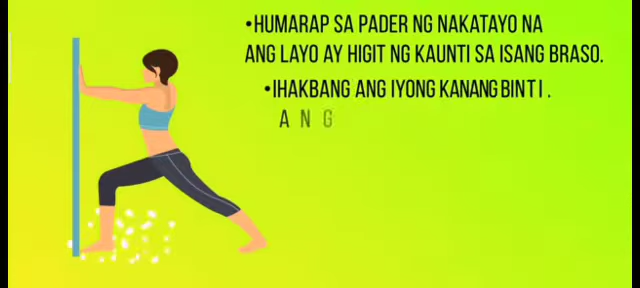 •HUMARAP SA PADER NG NAKATAYO NA
ANG LAYO AY HIGIT NG KAUNTI SA ISANG BRASO.
•IHAKBANG ANG IYONG KANANG BINTI.
ANG